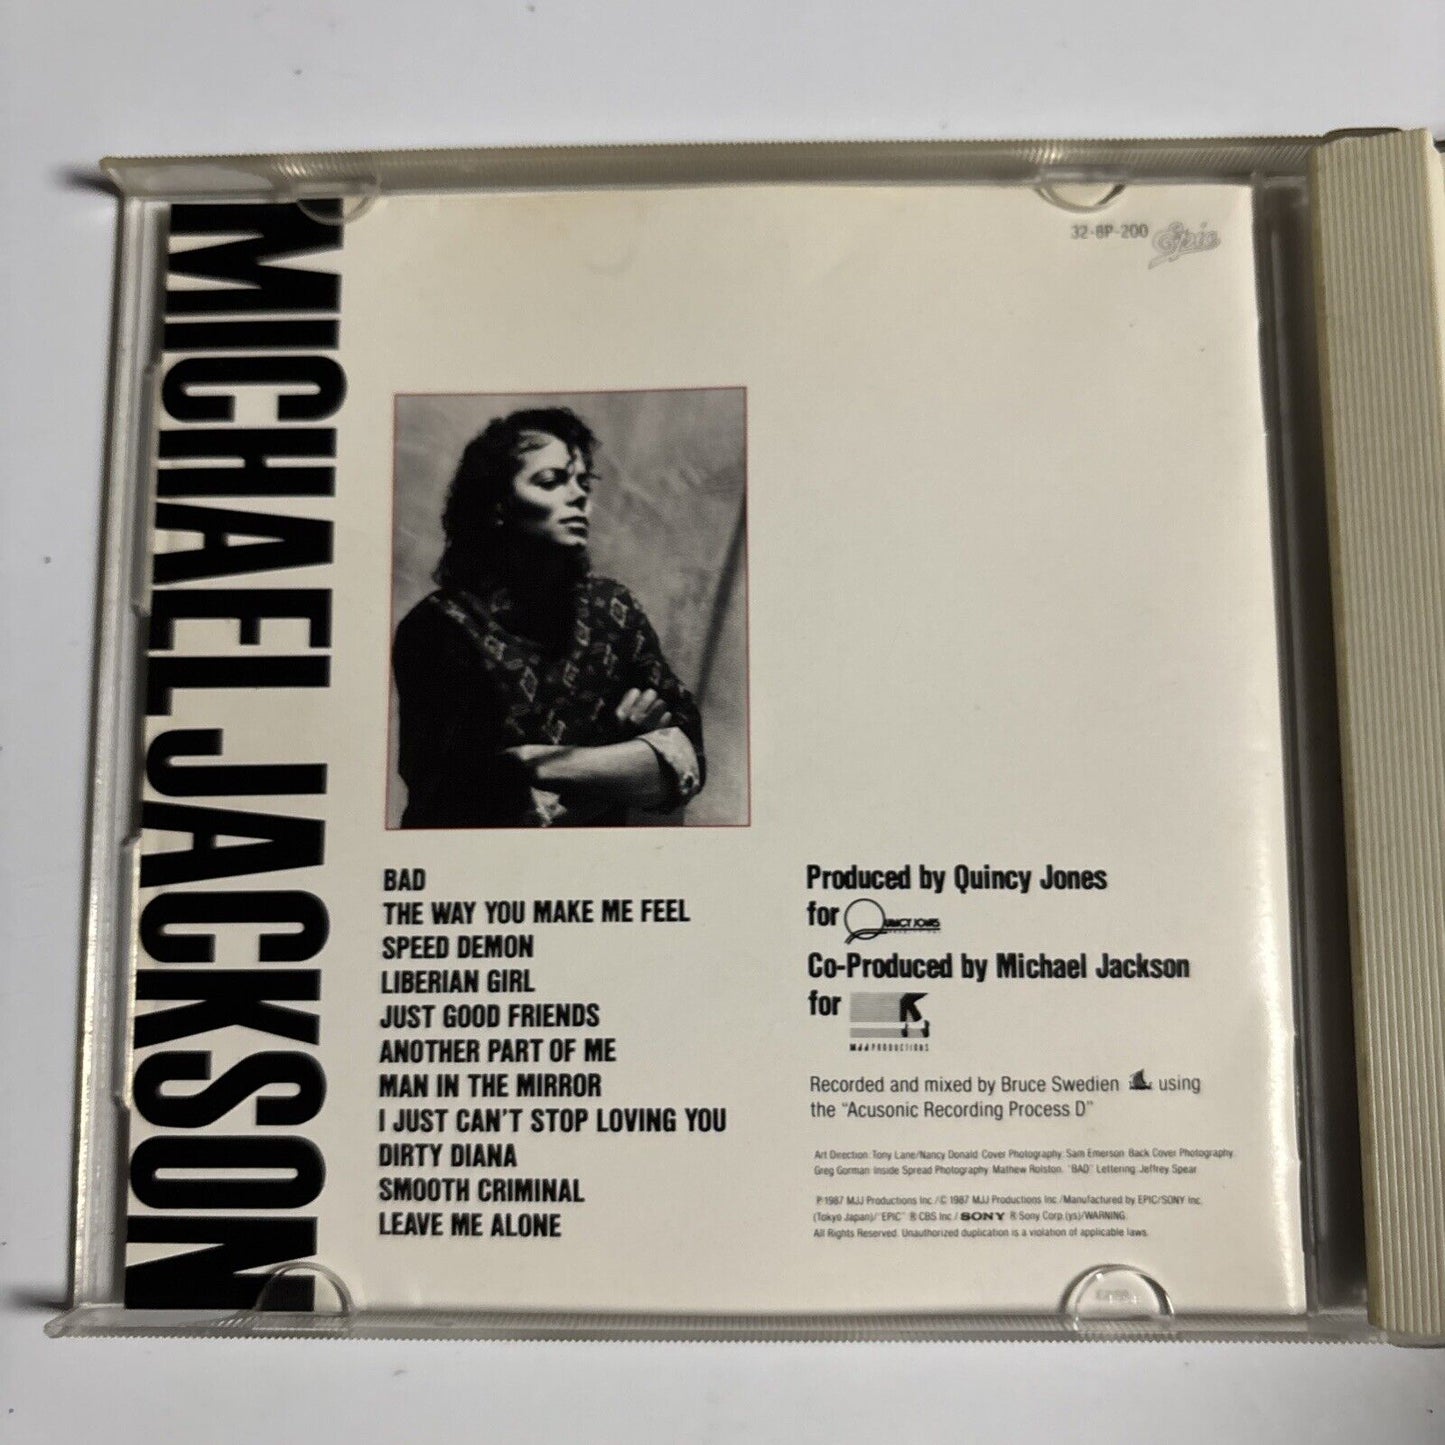 MICHAEL JACKSON
32·8P-200 Epic
BAD
THE WAY YOU MAKE ME FEEL
SPEED DEMON
LIBERIAN GIRL
JUST GOOD FRIENDS
ANOTHER PART OF ME
MAN IN THE MIRROR
I JUST CAN'T STOP LOVING YOU
DIRTY DIANA
SMOOTH CRIMINAL
LEAVE ME ALONE
Produced by Quincy Jones
for QUINCY JONES
Co-Produced by Michael Jackson
for
MJJ PRODUCTIONS
Recorded and mixed by Bruce Swedien using
the "Acusonic Recording Process D"
Art Direction: Tony Lane/Nancy Donald Cover Photography: Sam Emerson Back Cover Photography:
Greg Gorman Inside Spread Photography: Mathew Rolston. "BAD" Lettering: Jeffrey Spear
℗ 1987 MJJ Productions Inc./© 1987 MJJ Productions Inc./Manufactured by EPIC/SONY Inc.
(Tokyo Japan)/"EPIC" ® CBS Inc./SONY ® Sony Corp.(ys)/WARNING:
All Rights Reserved. Unauthorized duplication is a violation of applicable laws.